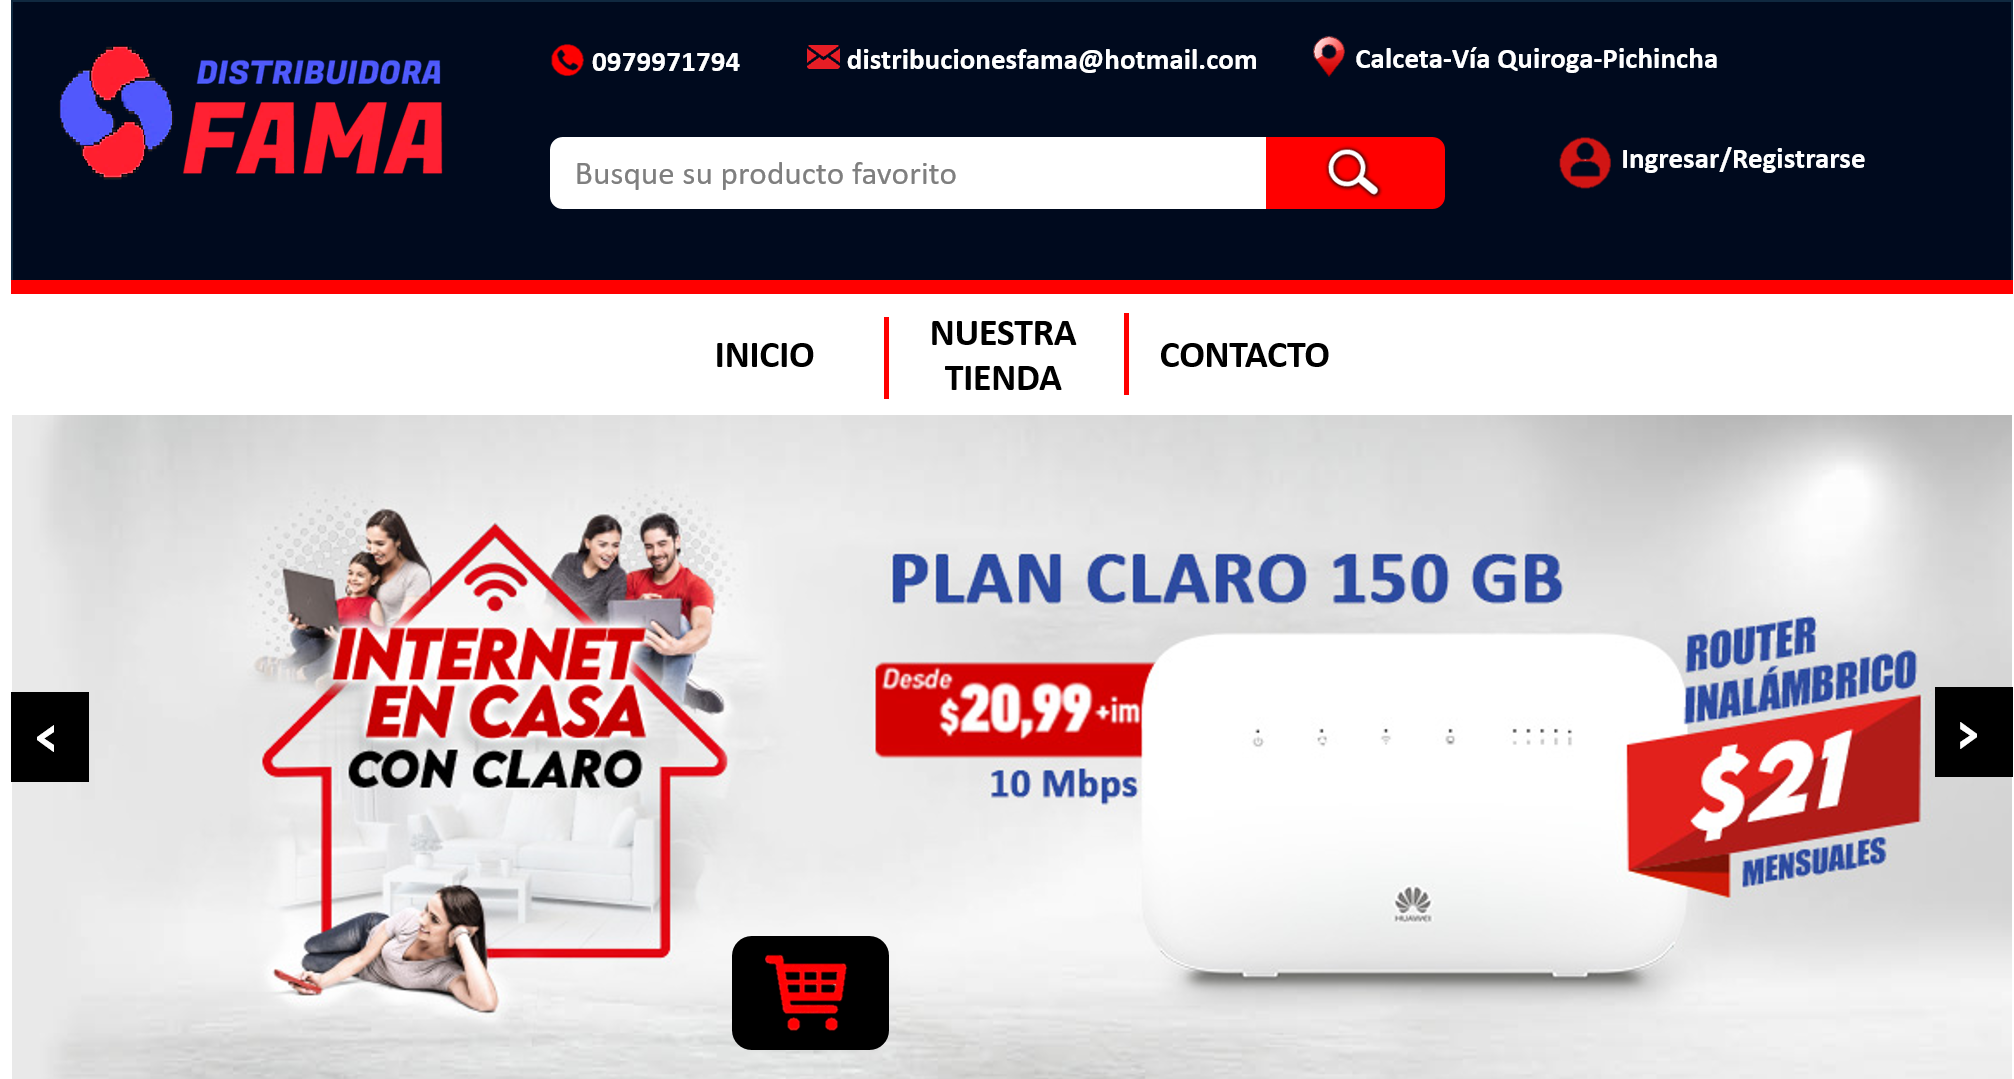 DISTRIBUIDORA
FAMA
0979971794
distribucionesfama@hotmail.com
Calceta-Vía Quiroga-Pichincha
Busque su producto favorito
Ingresar/Registrarse
INICIO
NUESTRA
TIENDA
CONTACTO
INTERNET
EN CASA
CON CLARO
PLAN CLARO 150 GB
Desde
$20,99 +im
10 Mbps
HUAWEI
ROUTER
INALÁMBRICO
$21
MENSUALES
<
>